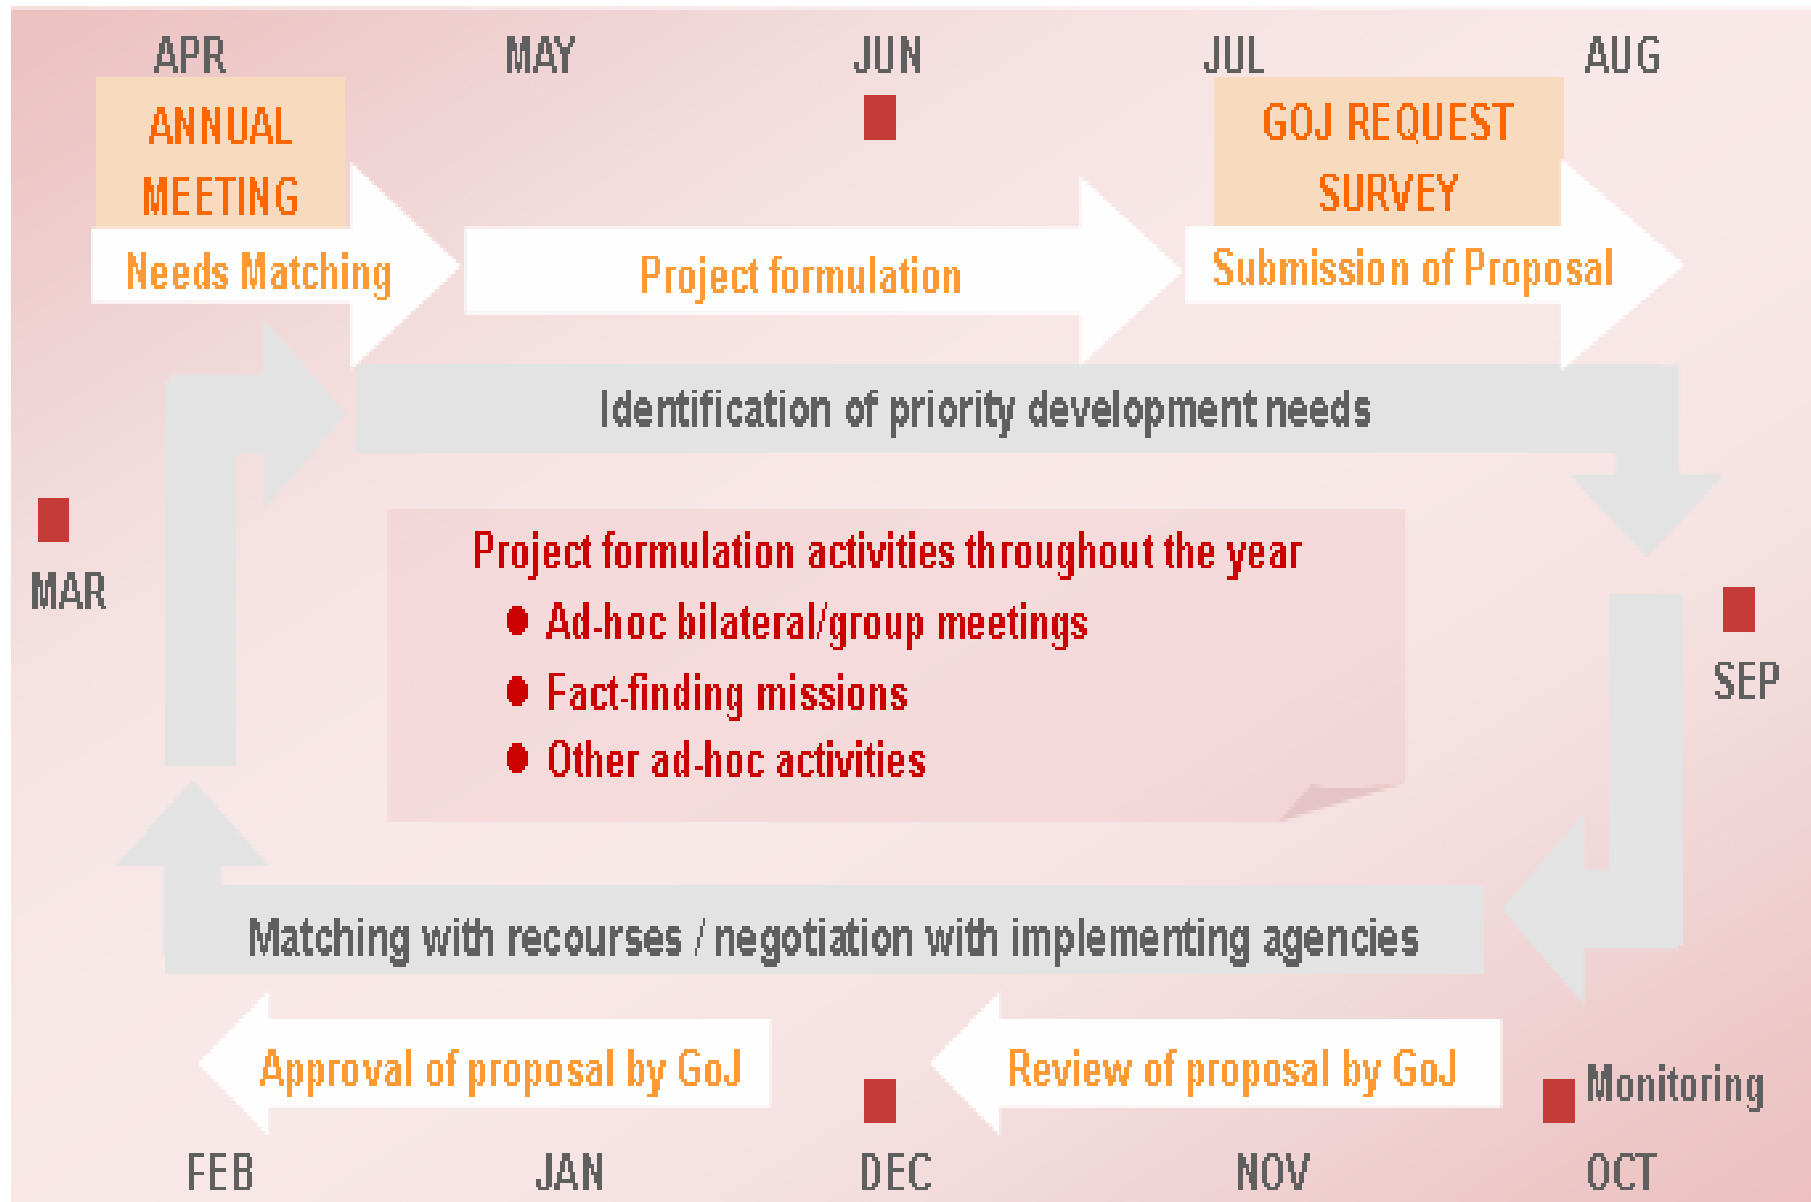 APR MAY JUN JUL AUG
ANNUAL
MEETING
GOJ REQUEST
SURVEY
Needs Matching
Project formulation
Submission of Proposal
Identification of priority development needs
MAR
Project formulation activities throughout the year
● Ad-hoc bilateral/group meetings
● Fact-finding missions
● Other ad-hoc activities
SEP
Matching with recourses / negotiation with implementing agencies
Approval of proposal by GoJ
Review of proposal by GoJ
Monitoring
FEB JAN DEC NOV OCT